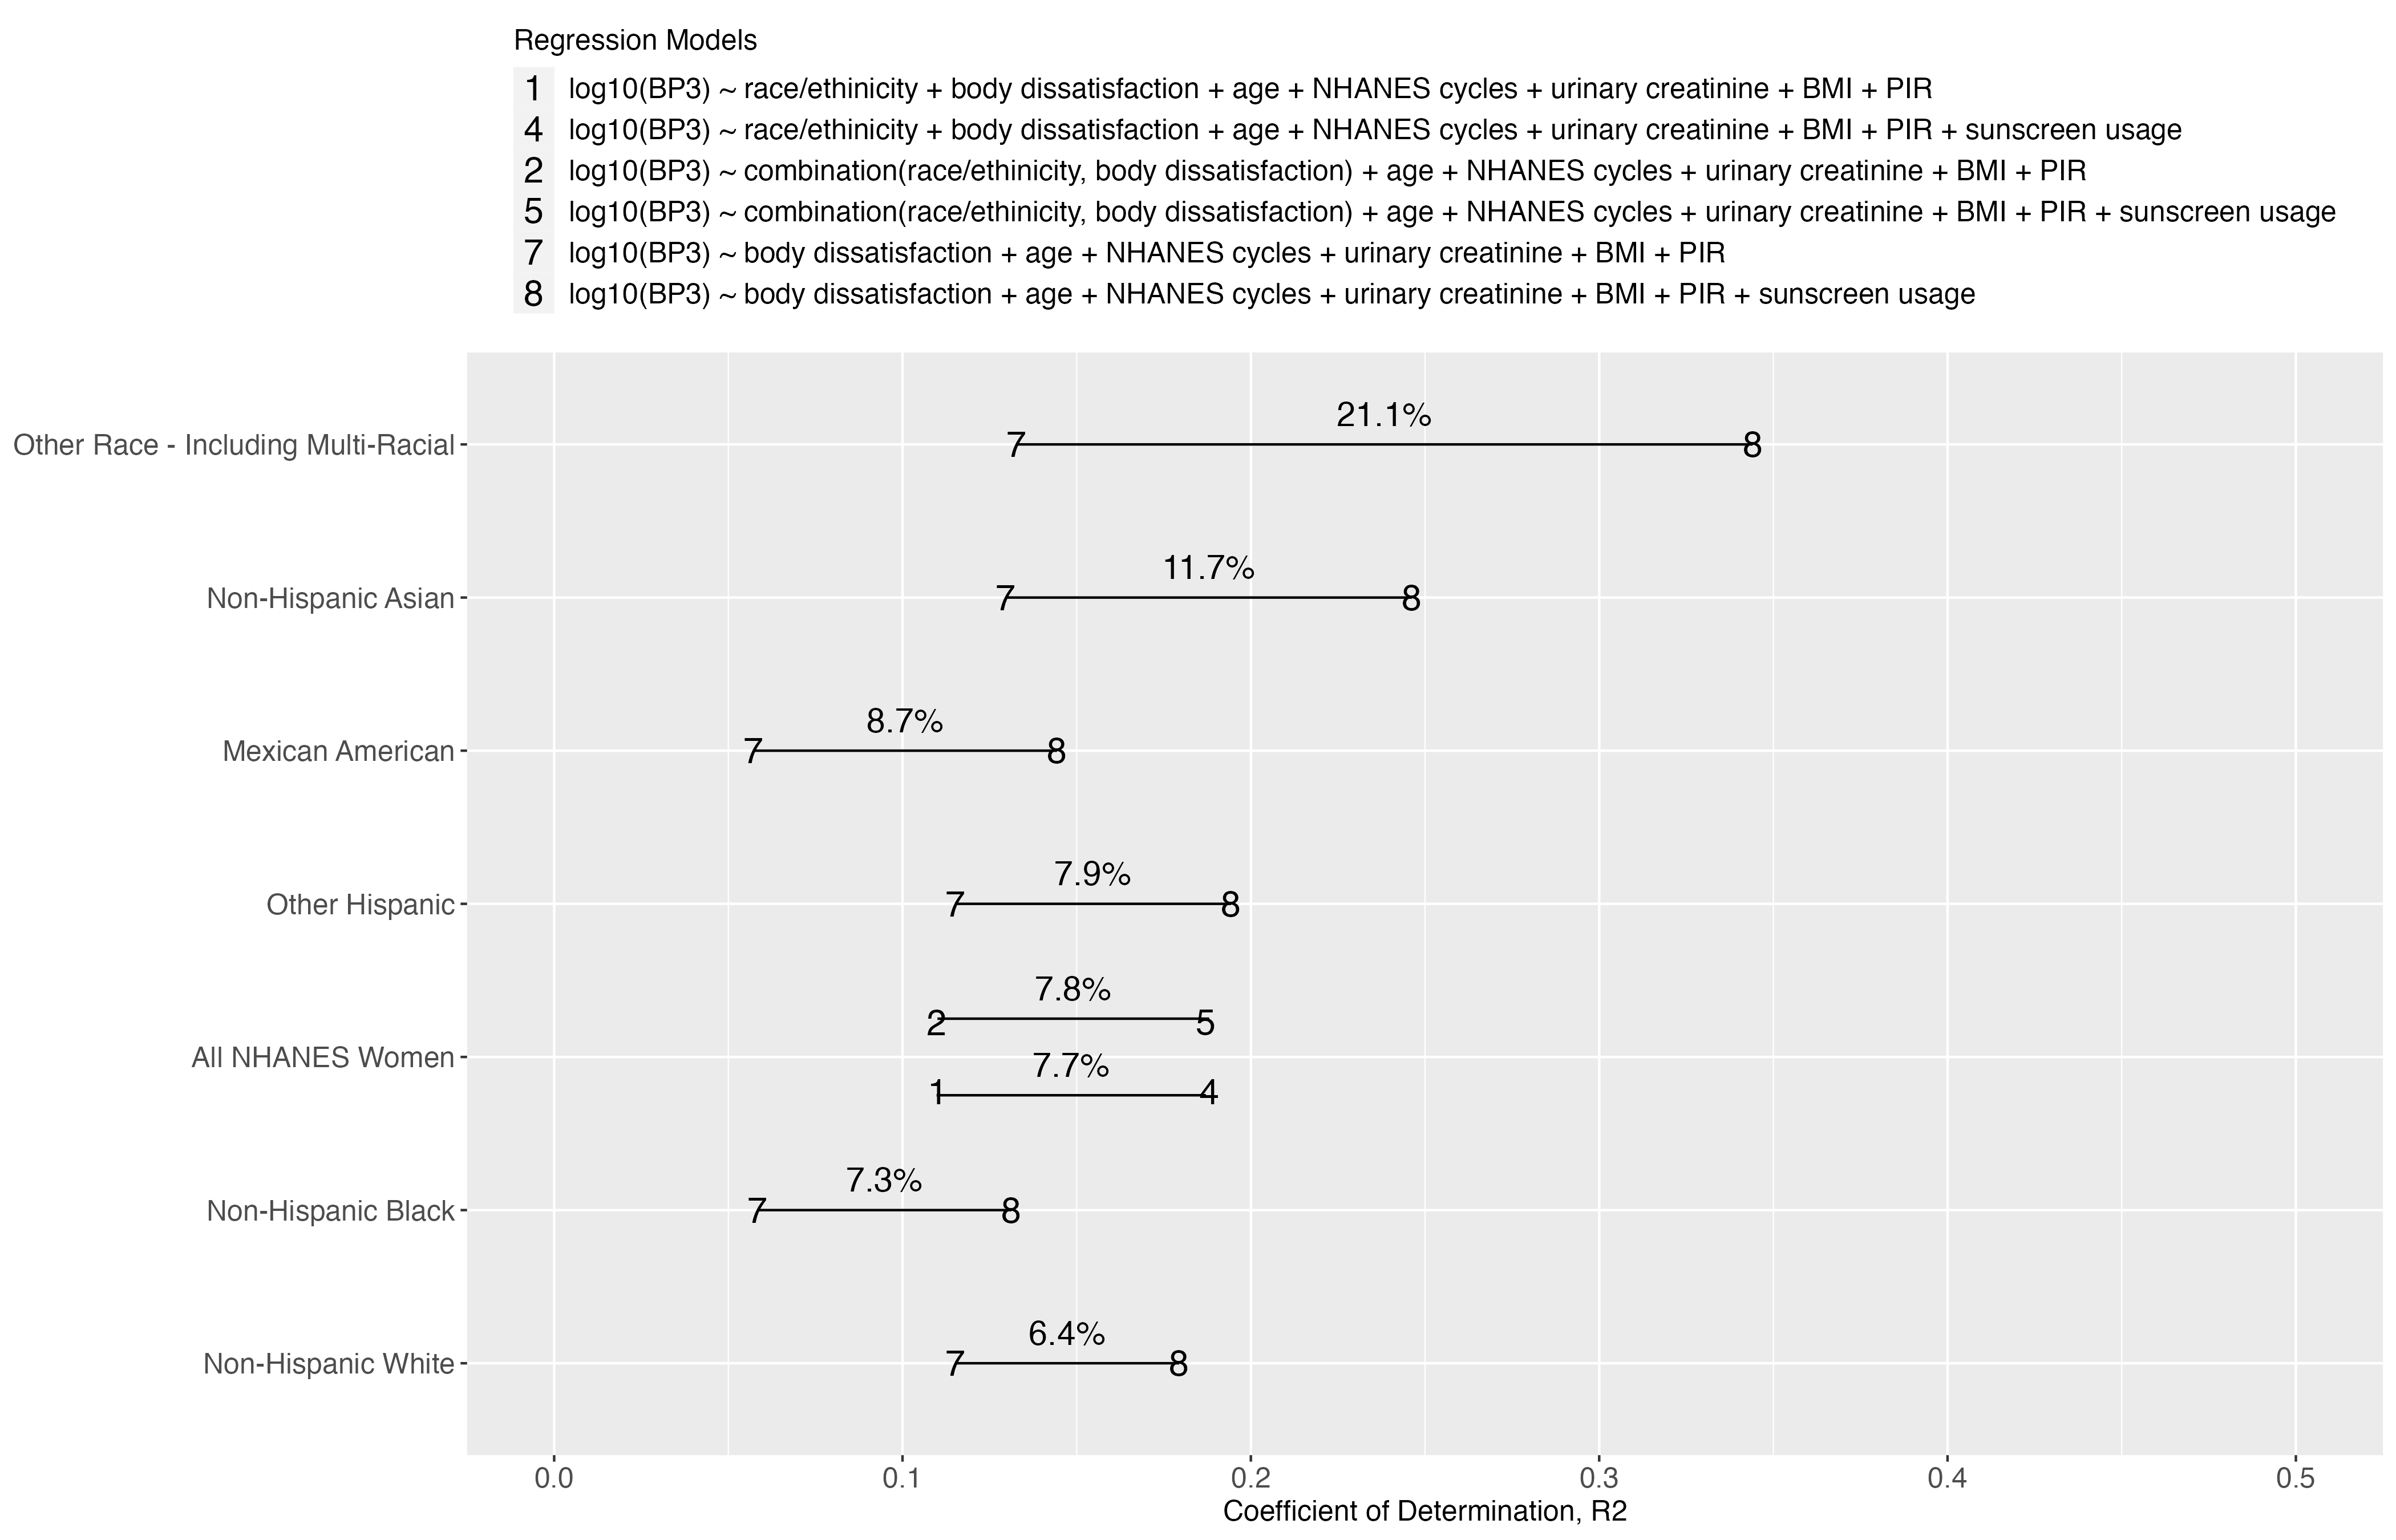 Regression Models
1 log10(BP3) ~ race/ethinicity + body dissatisfaction + age + NHANES cycles + urinary creatinine + BMI + PIR
4 log10(BP3) ~ race/ethinicity + body dissatisfaction + age + NHANES cycles + urinary creatinine + BMI + PIR + sunscreen usage
2 log10(BP3) ~ combination(race/ethinicity, body dissatisfaction) + age + NHANES cycles + urinary creatinine + BMI + PIR
5 log10(BP3) ~ combination(race/ethinicity, body dissatisfaction) + age + NHANES cycles + urinary creatinine + BMI + PIR + sunscreen usage
7 log10(BP3) ~ body dissatisfaction + age + NHANES cycles + urinary creatinine + BMI + PIR
8 log10(BP3) ~ body dissatisfaction + age + NHANES cycles + urinary creatinine + BMI + PIR + sunscreen usage
21.1%
Other Race - Including Multi-Racial 7 8
11.7%
Non-Hispanic Asian 7 8
8.7%
Mexican American 7 8
7.9%
Other Hispanic 7 8
7.8%
2 5
All NHANES Women 7.7%
1 4
7.3%
Non-Hispanic Black 7 8
6.4%
Non-Hispanic White 7 8
0.0 0.1 0.2 0.3 0.4 0.5
Coefficient of Determination, R2